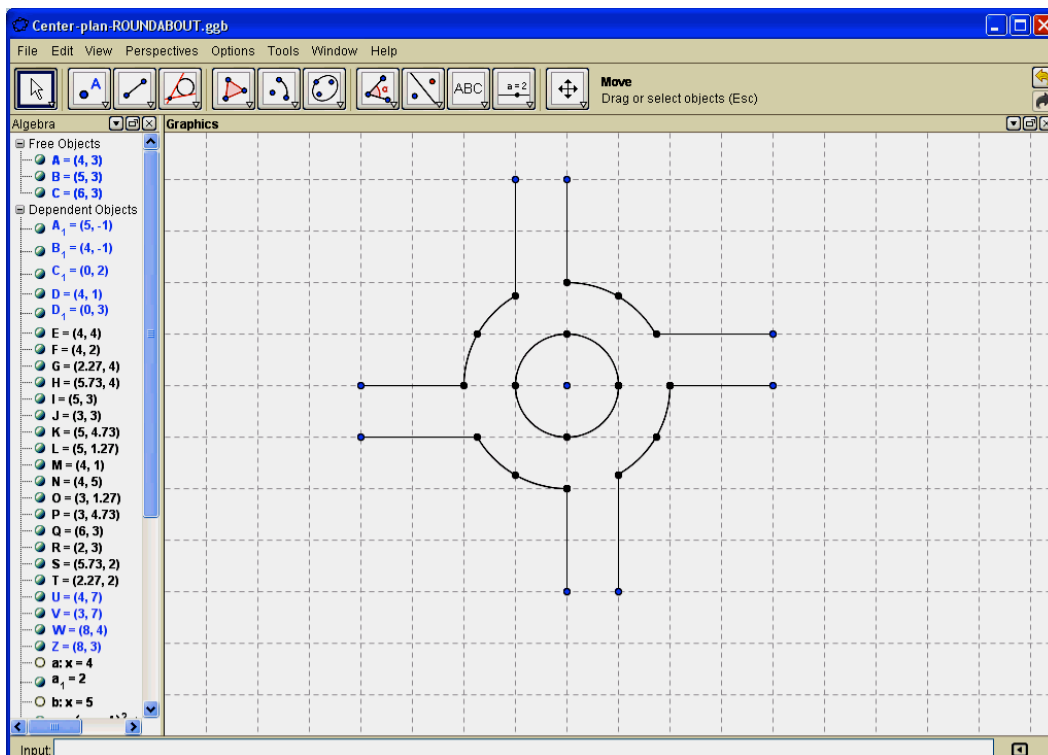 Center-plan-ROUNDABOUT.ggb
File Edit View Perspectives Options Tools Window Help
A ABC a=2 Move
Drag or select objects (Esc)
Algebra Graphics
Free Objects
A = (4, 3)
B = (5, 3)
C = (6, 3)
Dependent Objects
A₁ = (5, -1)
B₁ = (4, -1)
C₁ = (0, 2)
D = (4, 1)
D₁ = (0, 3)
E = (4, 4)
F = (4, 2)
G = (2.27, 4)
H = (5.73, 4)
I = (5, 3)
J = (3, 3)
K = (5, 4.73)
L = (5, 1.27)
M = (4, 1)
N = (4, 5)
O = (3, 1.27)
P = (3, 4.73)
Q = (6, 3)
R = (2, 3)
S = (5.73, 2)
T = (2.27, 2)
U = (4, 7)
V = (3, 7)
W = (8, 4)
Z = (8, 3)
a: x = 4
a₁ = 2
b: x = 5
Input: